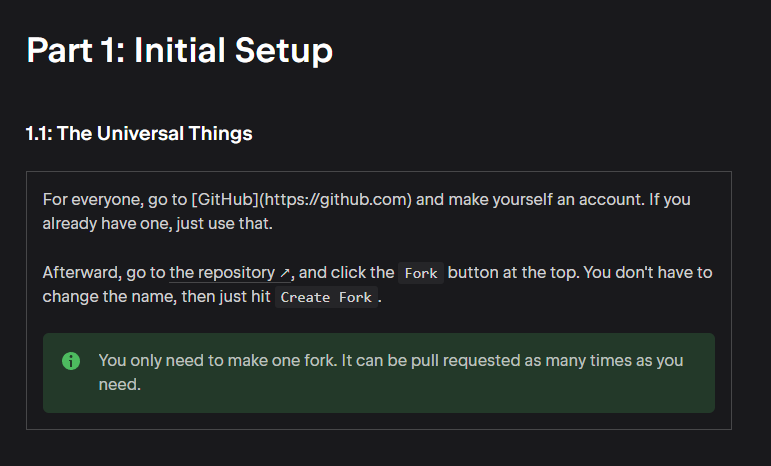 Part 1: Initial Setup
1.1: The Universal Things
For everyone, go to [GitHub](https://github.com) and make yourself an account. If you
already have one, just use that.
Afterward, go to the repository ↗, and click the Fork button at the top. You don't have to
change the name, then just hit Create Fork.
You only need to make one fork. It can be pull requested as many times as you
need.